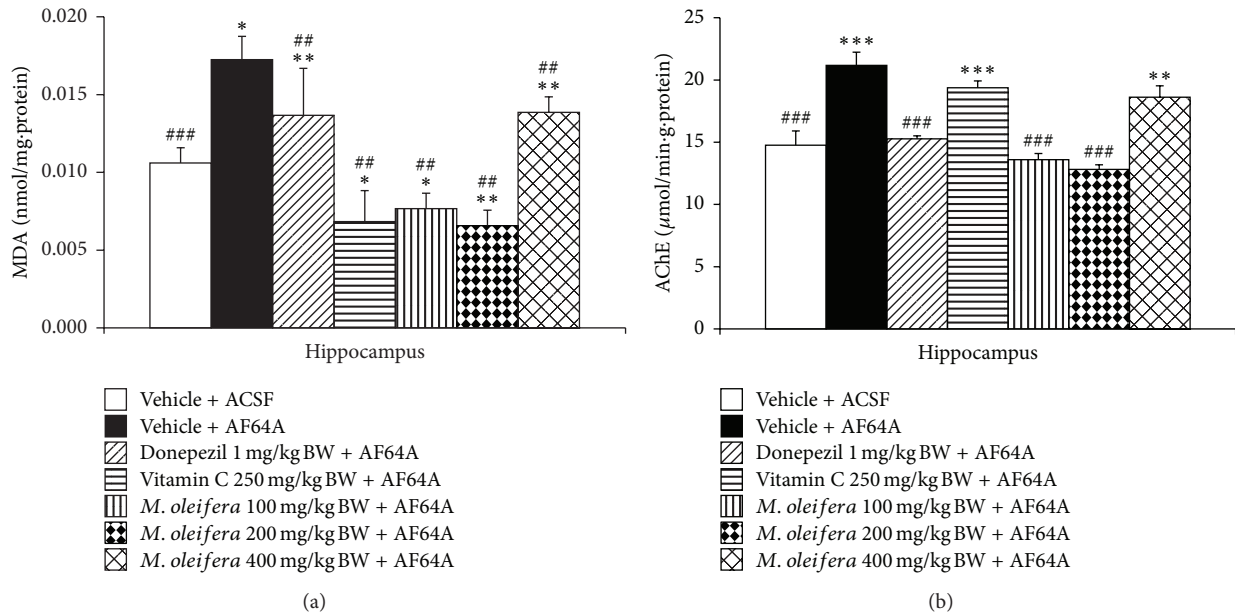 MDA (nmol/mg·protein)
0.020
0.015
0.010
0.005
0.000
###
*
##
**
##
*
##
*
##
**
##
**
Hippocampus
Vehicle + ACSF
Vehicle + AF64A
Donepezil 1 mg/kg BW + AF64A
Vitamin C 250 mg/kg BW + AF64A
M. oleifera 100 mg/kg BW + AF64A
M. oleifera 200 mg/kg BW + AF64A
M. oleifera 400 mg/kg BW + AF64A
(a)
AChE (μmol/min·g·protein)
25
20
15
10
5
0
###
***
###
***
###
###
**
Hippocampus
Vehicle + ACSF
Vehicle + AF64A
Donepezil 1 mg/kg BW + AF64A
Vitamin C 250 mg/kg BW + AF64A
M. oleifera 100 mg/kg BW + AF64A
M. oleifera 200 mg/kg BW + AF64A
M. oleifera 400 mg/kg BW + AF64A
(b)